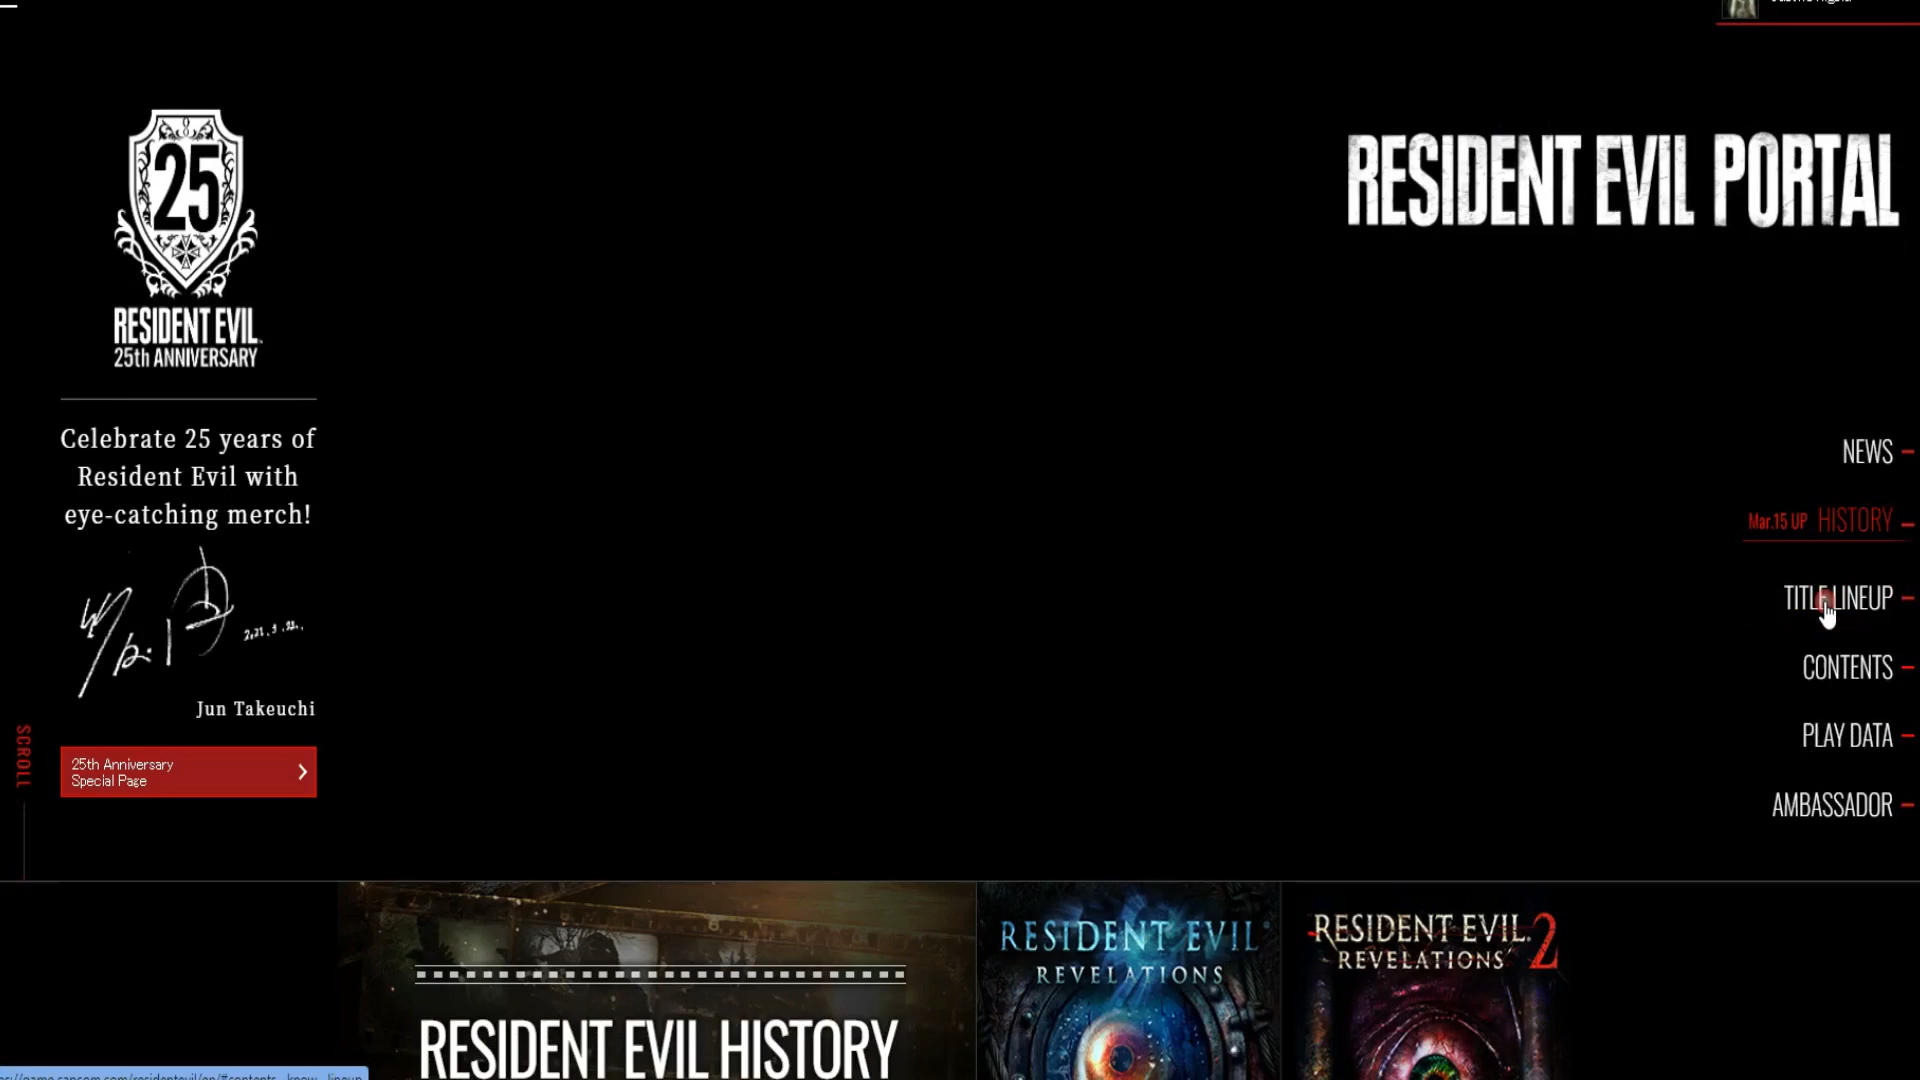 25
RESIDENT EVIL
25th ANNIVERSARY
Celebrate 25 years of
Resident Evil with
eye-catching merch!
Jun Takeuchi
25th Anniversary
Special Page
SCROLL
RESIDENT EVIL PORTAL
NEWS
Mar.15 UP HISTORY
TITLE LINEUP
CONTENTS
PLAY DATA
AMBASSADOR
RESIDENT EVIL HISTORY
RESIDENT EVIL
REVELATIONS
RESIDENT EVIL
REVELATIONS 2